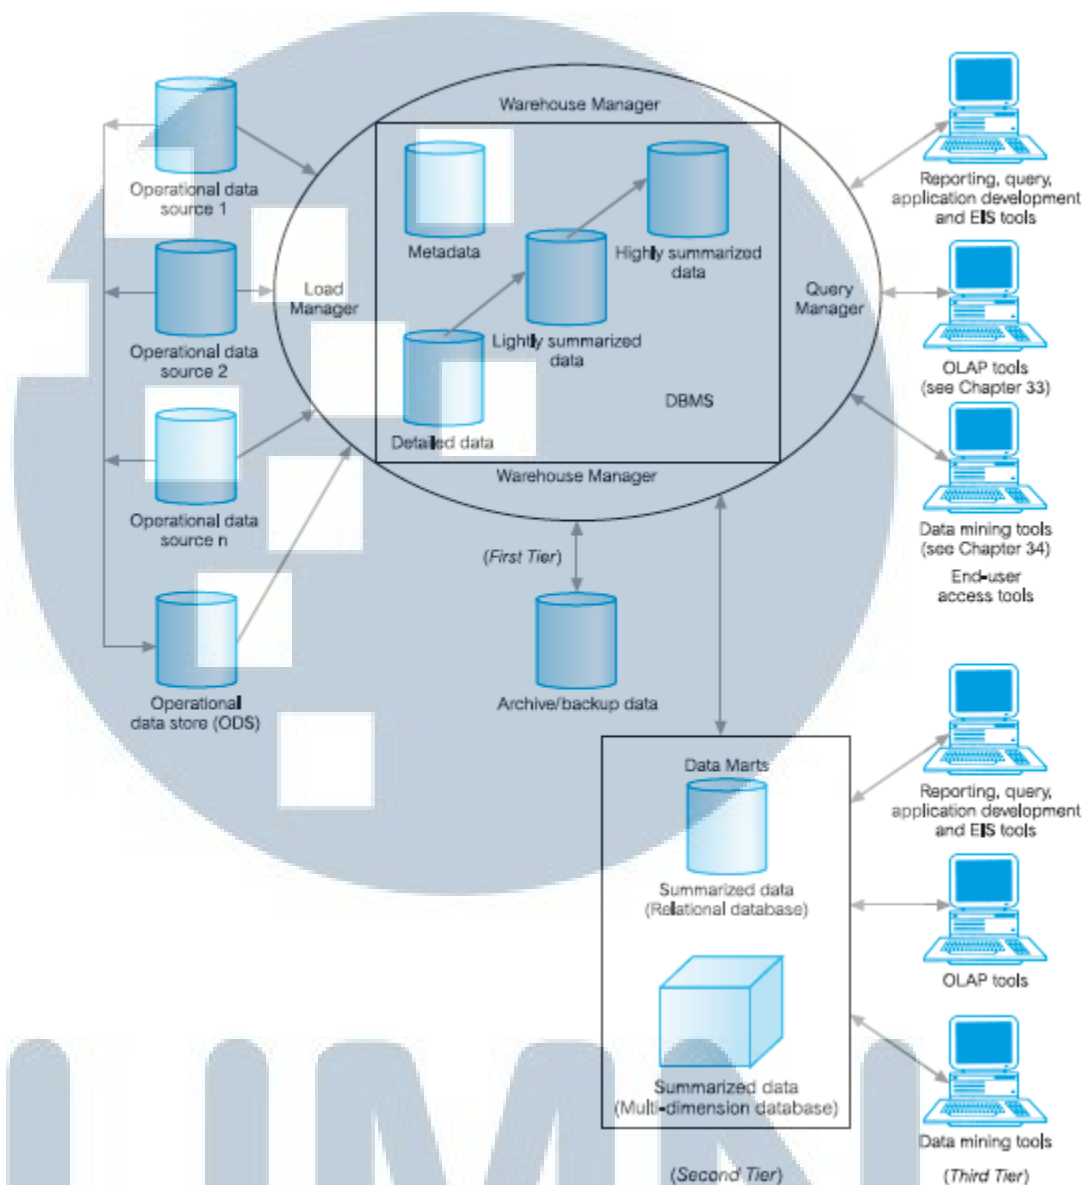 Warehouse Manager
Operational data
source 1
Metadata
Highly summarized
data
Reporting, query,
application development
and EIS tools
Load
Manager
Query
Manager
Operational data
source 2
Lightly summarized
data
OLAP tools
(see Chapter 33)
DBMS
Detailed data
Warehouse Manager
Operational data
source n
Data mining tools
(see Chapter 34)
End-user
access tools
(First Tier)
Operational
data store (ODS)
Archive/backup data
Data Marts
Reporting, query,
application development
and EIS tools
Summarized data
(Relational database)
OLAP tools
Summarized data
(Multi-dimension database)
Data mining tools
(Second Tier)
(Third Tier)